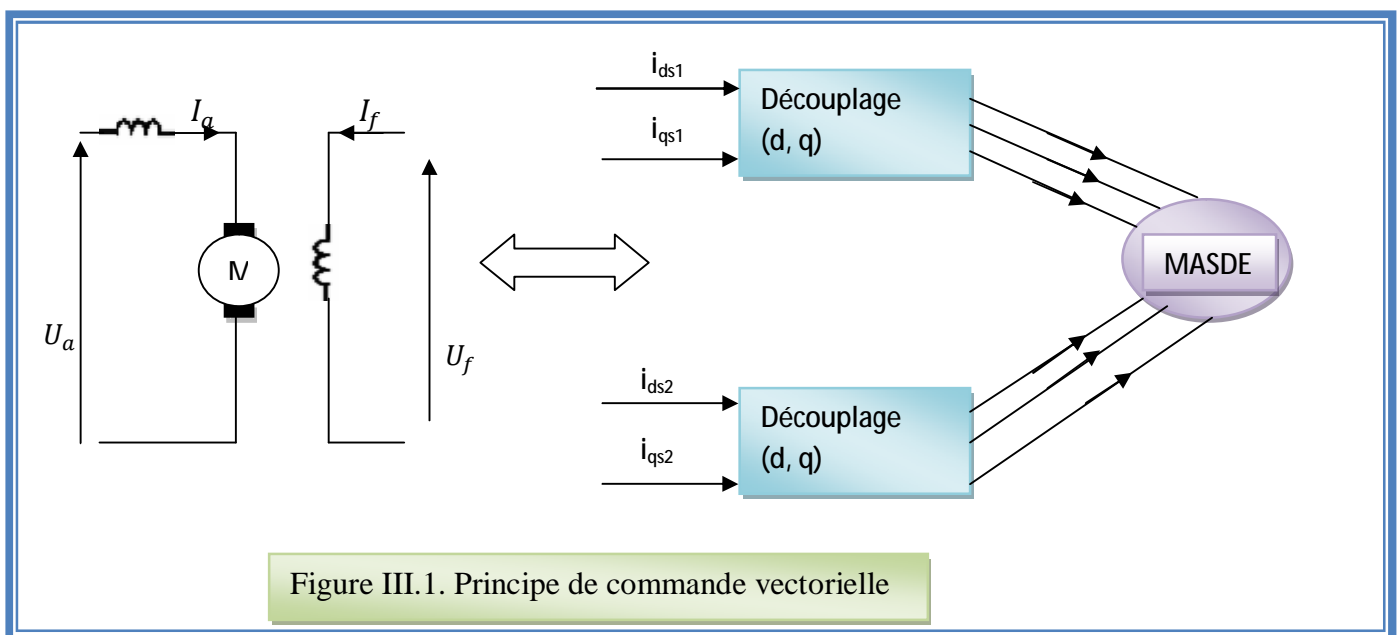 I_a
I_f
U_a
M
U_f
i_ds1
i_qs1
Découplage
(d, q)
MASDE
i_ds2
i_qs2
Découplage
(d, q)
Figure III.1. Principe de commande vectorielle